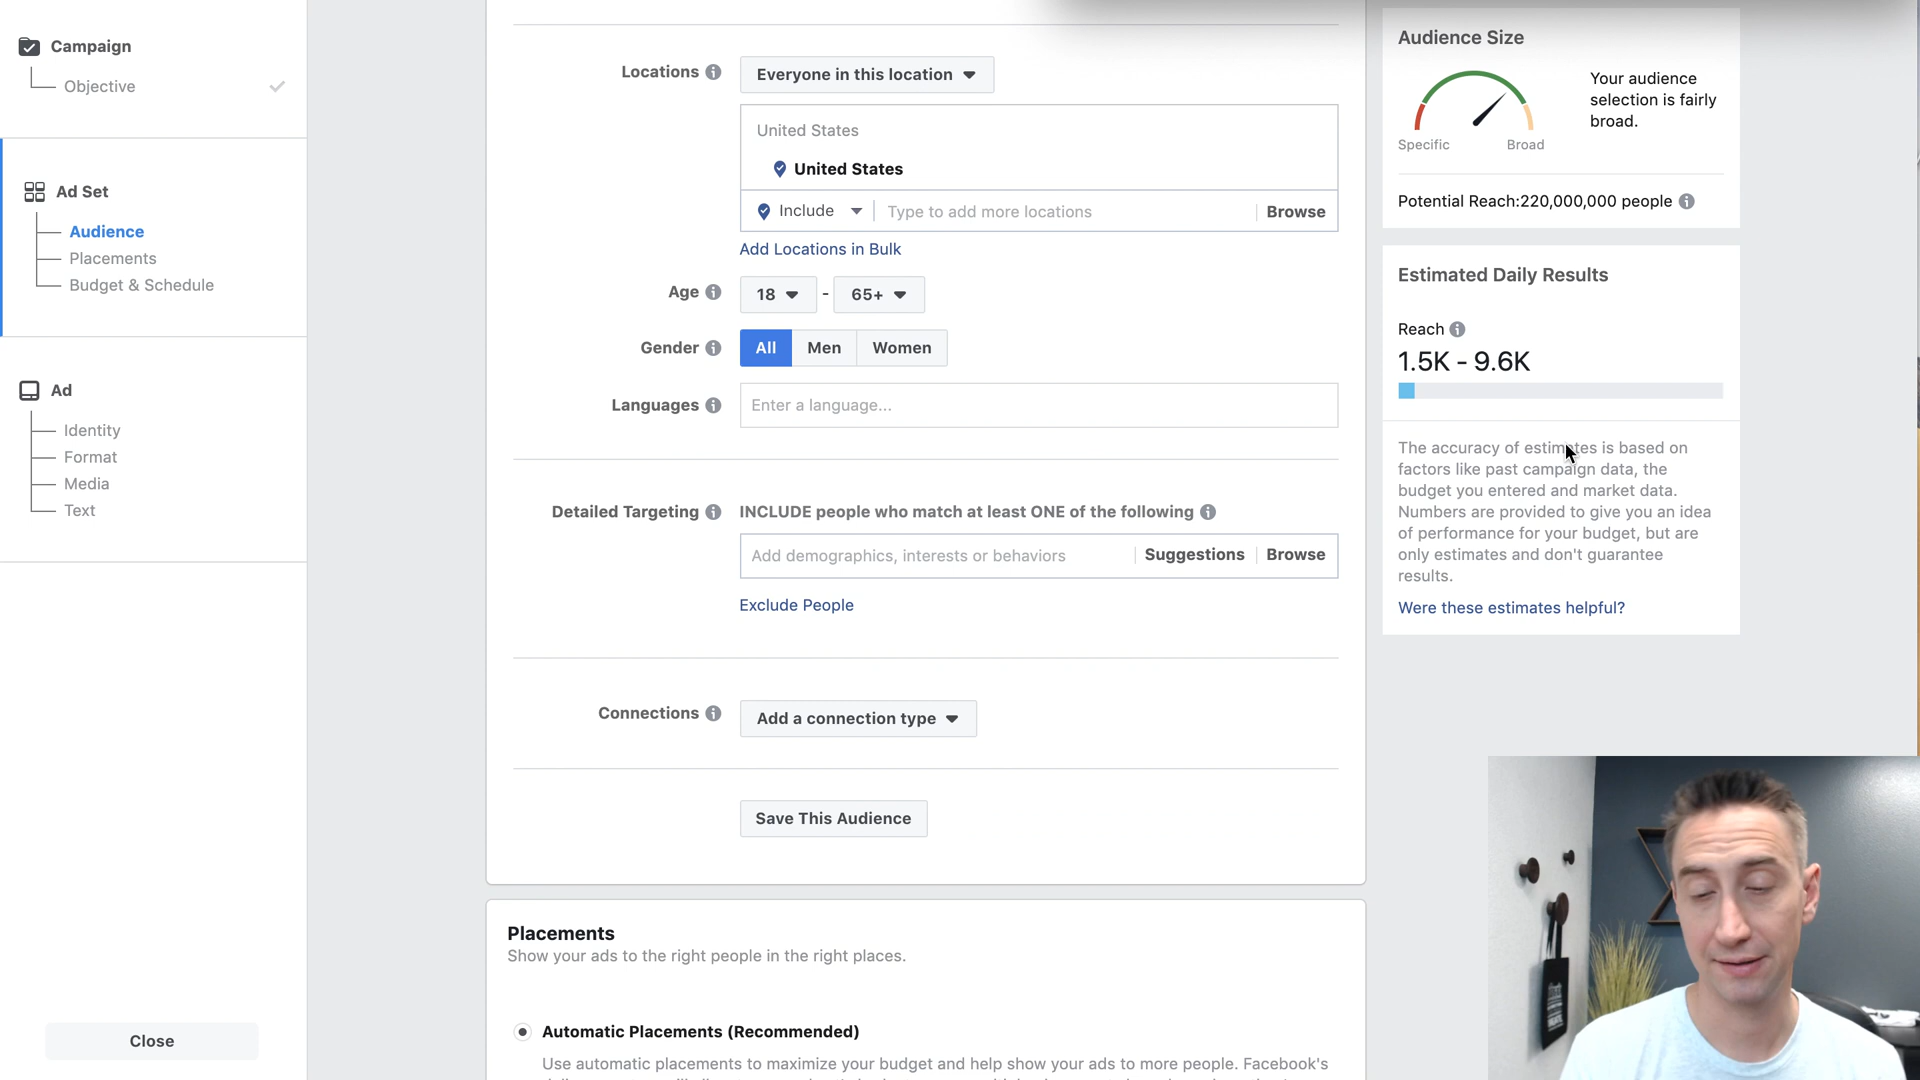 Campaign
Objective
Ad Set
Audience
Placements
Budget & Schedule
Ad
Identity
Format
Media
Text
Close
Locations
Everyone in this location
United States
United States
Include
Type to add more locations
Browse
Add Locations in Bulk
Age
18
-
65+
Gender
All
Men
Women
Languages
Enter a language...
Detailed Targeting
INCLUDE people who match at least ONE of the following
Add demographics, interests or behaviors
Suggestions
Browse
Exclude People
Connections
Add a connection type
Save This Audience
Placements
Show your ads to the right people in the right places.
Automatic Placements (Recommended)
Use automatic placements to maximize your budget and help show your ads to more people. Facebook's
Audience Size
Specific
Broad
Your audience
selection is fairly
broad.
Potential Reach:220,000,000 people
Estimated Daily Results
Reach
1.5K - 9.6K
The accuracy of estimates is based on
factors like past campaign data, the
budget you entered and market data.
Numbers are provided to give you an idea
of performance for your budget, but are
only estimates and don't guarantee
results.
Were these estimates helpful?